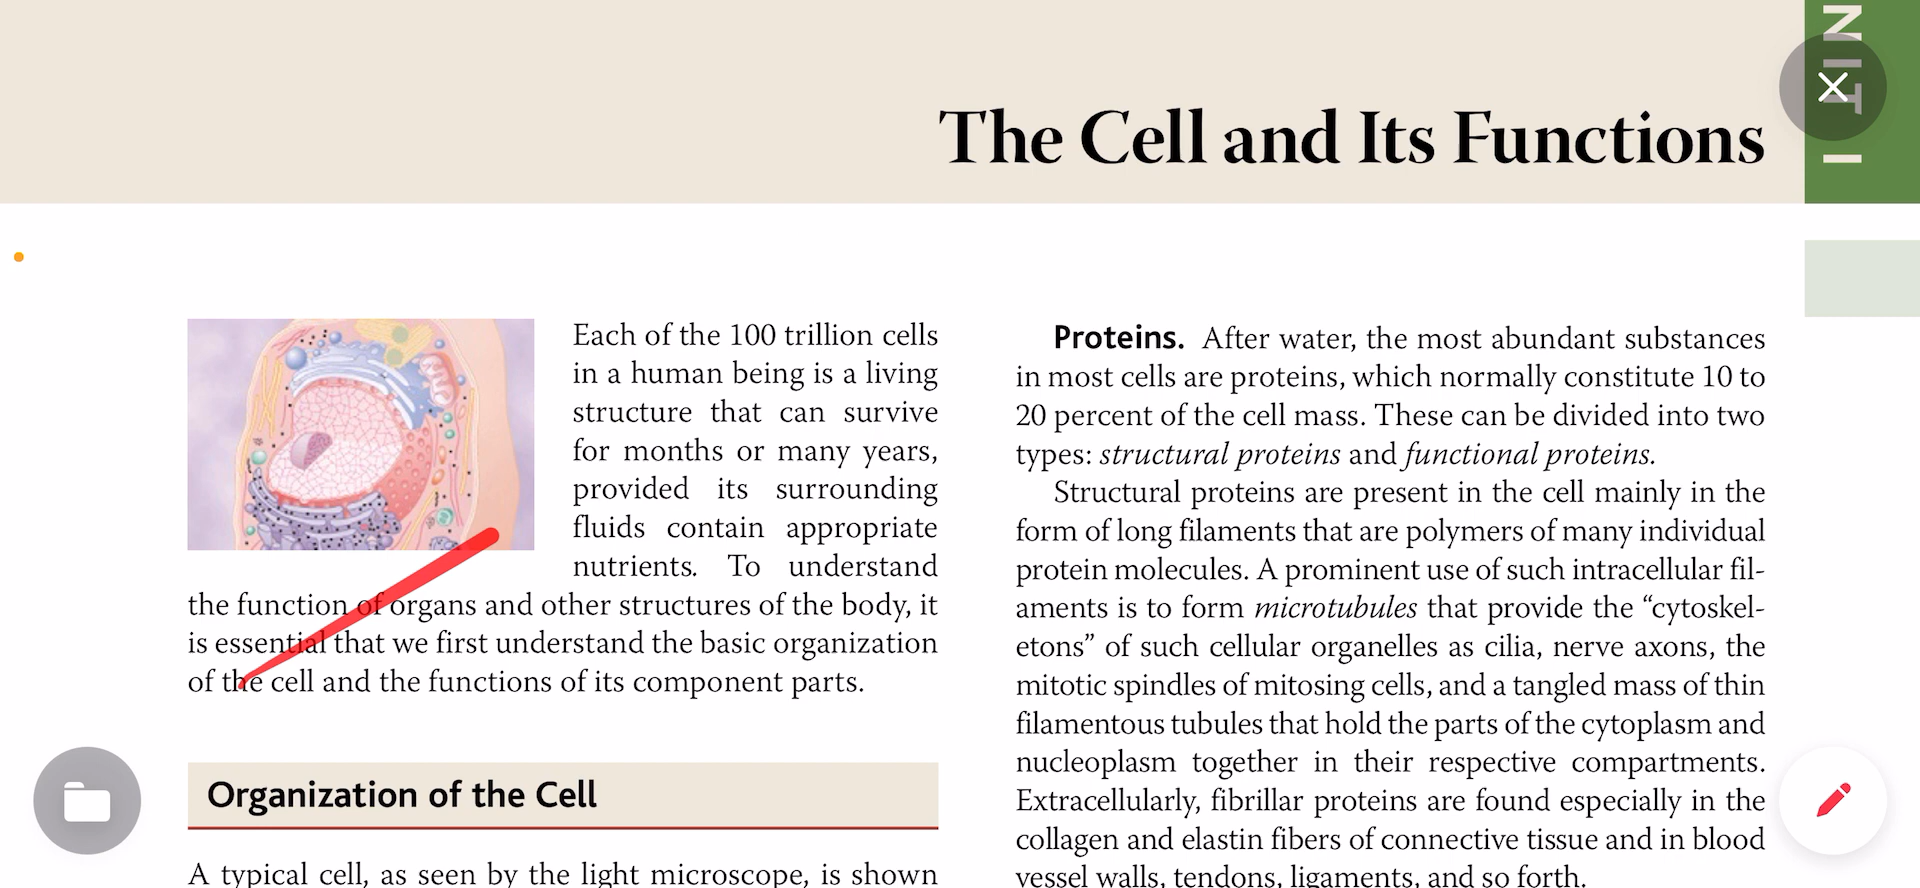 The Cell and Its Functions
NIT I
Each of the 100 trillion cells
in a human being is a living
structure that can survive
for months or many years,
provided its surrounding
fluids contain appropriate
nutrients. To understand
the function of organs and other structures of the body, it
is essential that we first understand the basic organization
of the cell and the functions of its component parts.
Organization of the Cell
A typical cell, as seen by the light microscope, is shown
Proteins. After water, the most abundant substances
in most cells are proteins, which normally constitute 10 to
20 percent of the cell mass. These can be divided into two
types: structural proteins and functional proteins.
Structural proteins are present in the cell mainly in the
form of long filaments that are polymers of many individual
protein molecules. A prominent use of such intracellular fil-
aments is to form microtubules that provide the “cytoskel-
etons” of such cellular organelles as cilia, nerve axons, the
mitotic spindles of mitosing cells, and a tangled mass of thin
filamentous tubules that hold the parts of the cytoplasm and
nucleoplasm together in their respective compartments.
Extracellularly, fibrillar proteins are found especially in the
collagen and elastin fibers of connective tissue and in blood
vessel walls, tendons, ligaments, and so forth.